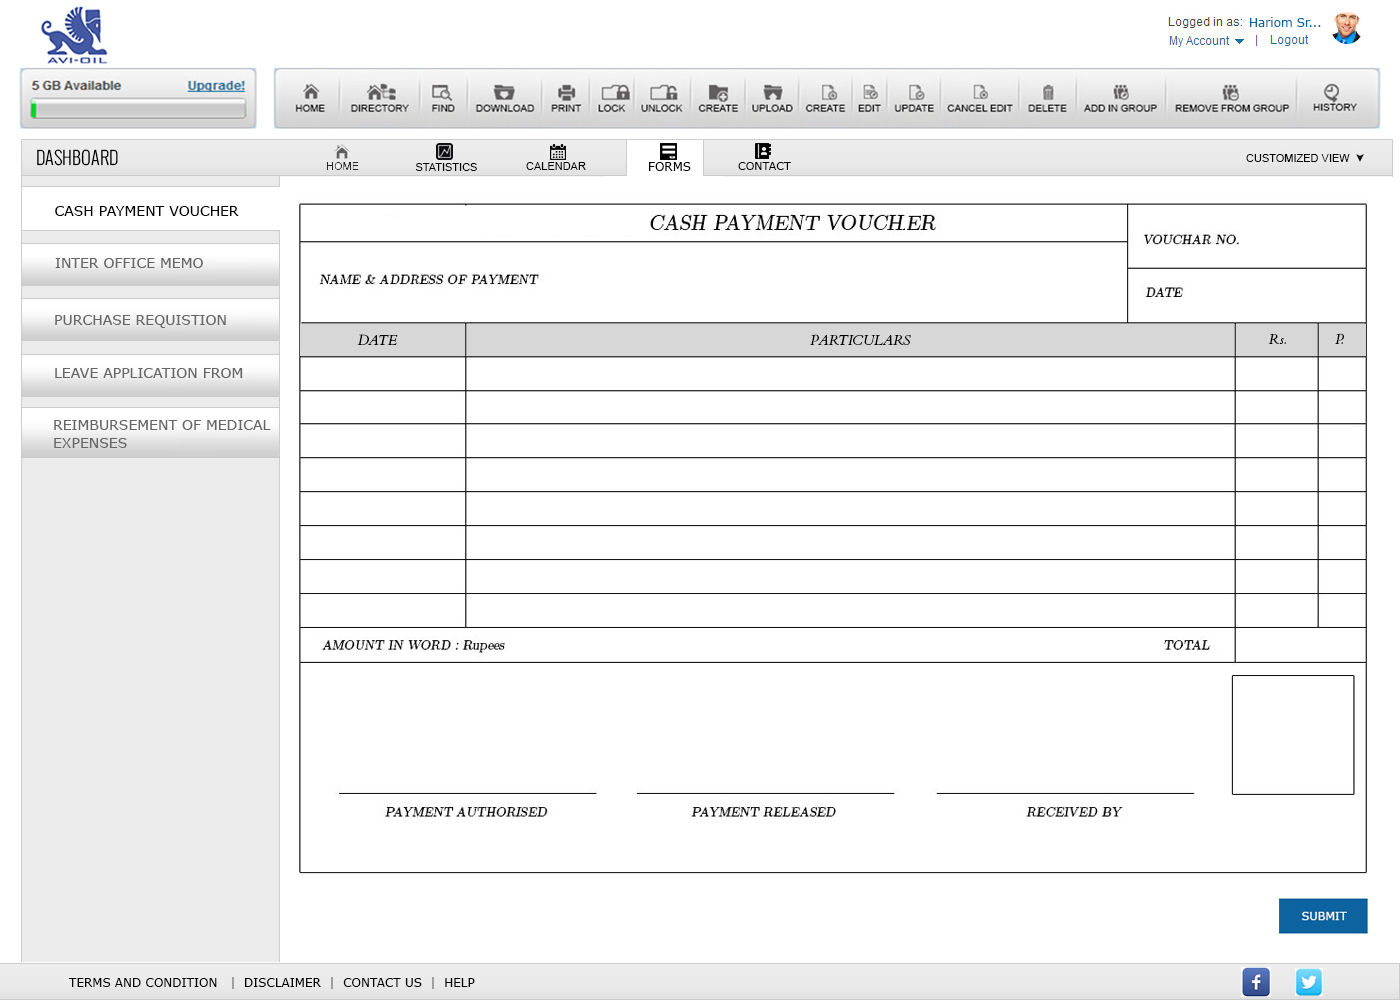 AVI-OIL
Logged in as: Hariom Sr...
My Account | Logout
5 GB Available Upgrade!
HOME DIRECTORY FIND DOWNLOAD PRINT LOCK UNLOCK CREATE UPLOAD CREATE EDIT UPDATE CANCEL EDIT DELETE ADD IN GROUP REMOVE FROM GROUP HISTORY
DASHBOARD HOME STATISTICS CALENDAR FORMS CONTACT CUSTOMIZED VIEW ▼
CASH PAYMENT VOUCHER
INTER OFFICE MEMO
PURCHASE REQUISTION
LEAVE APPLICATION FROM
REIMBURSEMENT OF MEDICAL
EXPENSES
CASH PAYMENT VOUCHER
VOUCHAR NO.
NAME & ADDRESS OF PAYMENT
DATE
DATE PARTICULARS Rs. P.
AMOUNT IN WORD : Rupees TOTAL
PAYMENT AUTHORISED PAYMENT RELEASED RECEIVED BY
SUBMIT
TERMS AND CONDITION | DISCLAIMER | CONTACT US | HELP